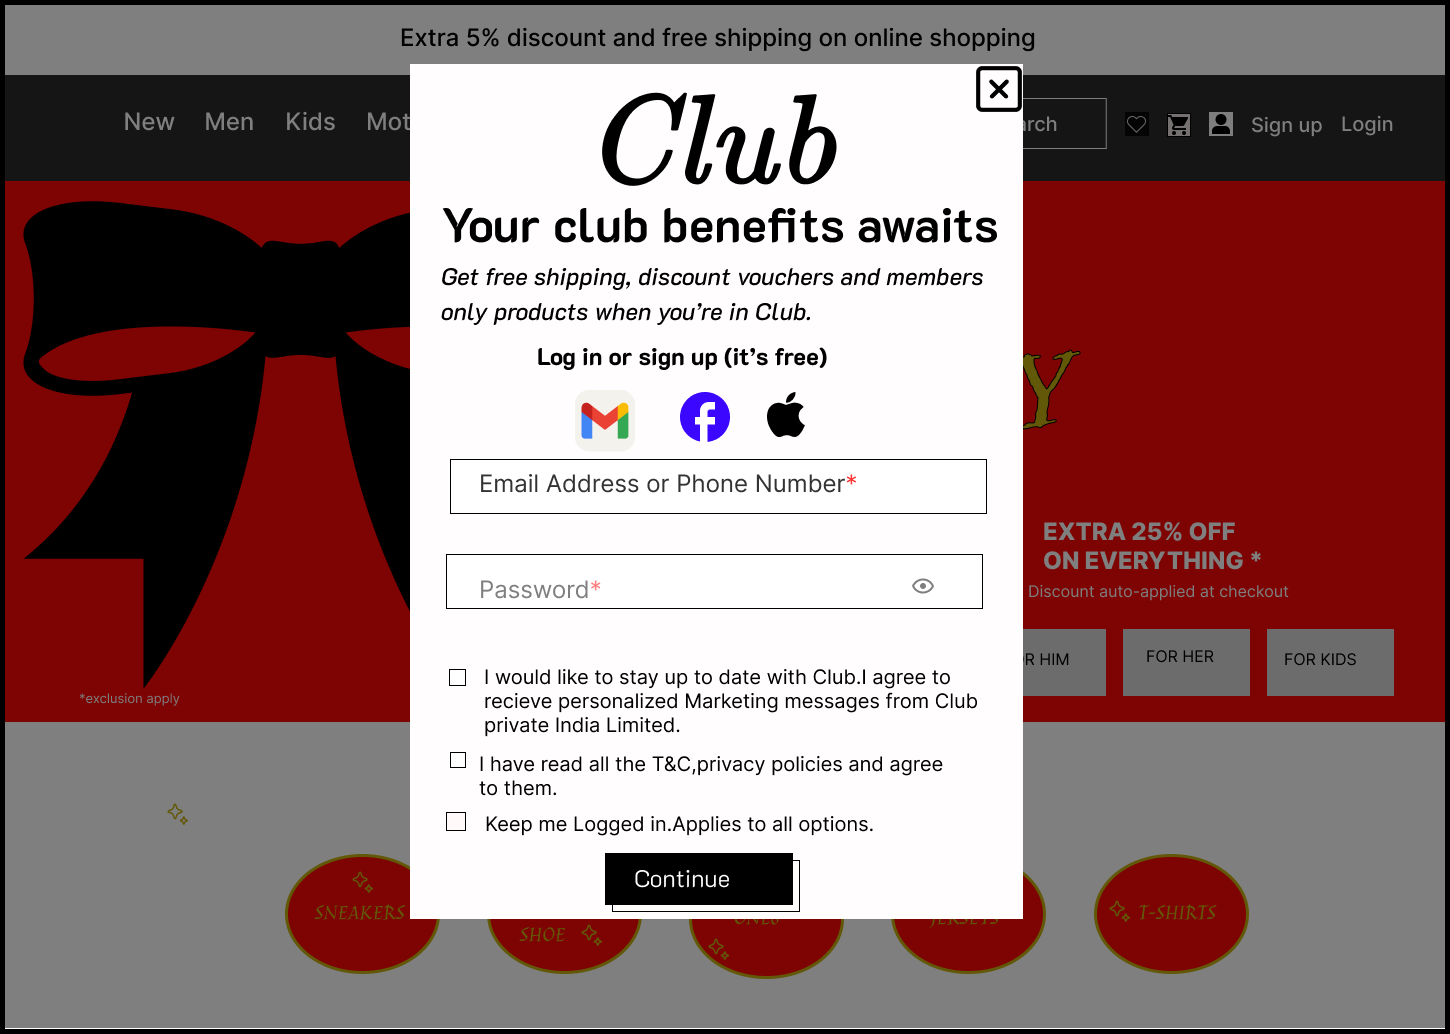 Extra 5% discount and free shipping on online shopping
New Men Kids Mot
arch
Sign up Login
Club
Your club benefits awaits
Get free shipping, discount vouchers and members
only products when you’re in Club.
Log in or sign up (it’s free)
Email Address or Phone Number*
Password*
I would like to stay up to date with Club.I agree to
recieve personalized Marketing messages from Club
private India Limited.
I have read all the T&C,privacy policies and agree
to them.
Keep me Logged in.Applies to all options.
Continue
Y
EXTRA 25% OFF
ON EVERYTHING *
Discount auto-applied at checkout
R HIM
FOR HER
FOR KIDS
*exclusion apply
SNEAKERS
SHOE
JERSEYS
T-SHIRTS